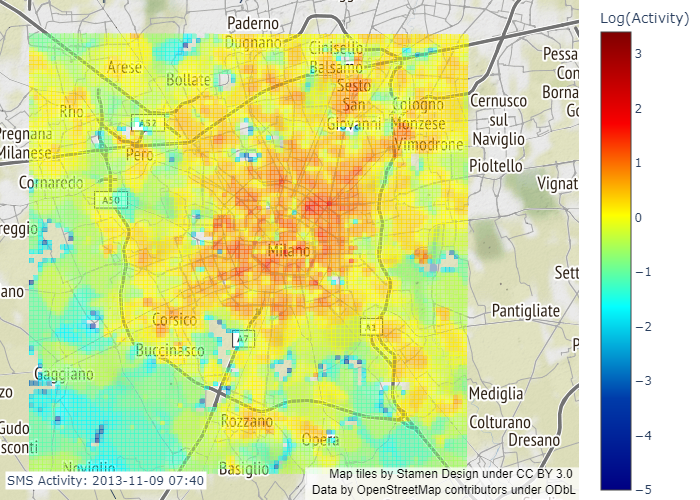 Paderno
Dugnano
Cinisello
Balsamo
Arese
Bollate
Sesto
San
Giovanni
Rho
A52
Pero
Cologno
Monzese
Vimodrone
Cernusco
sul
Naviglio
Pioltello
Pessa
Con
Borna
Go
Pregnana
Milanese
Cornaredo
A50
Vignat
reggio
Milano
Sett
ano
Corsico
A7
A1
Pantigliate
Buccinasco
Gaggiano
P
zo
Mediglia
Rozzano
Colturano
Dresano
Gudo
sconti
Opera
Noviglio
Basiglio
SMS Activity: 2013-11-09 07:40
Map tiles by Stamen Design under CC BY 3.0
Data by OpenStreetMap contributors under ODbL
Log(Activity)
3
2
1
0
−1
−2
−3
−4
−5